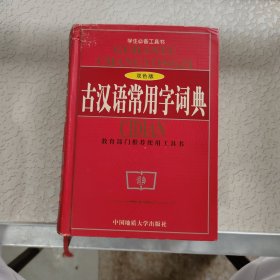 学生必备工具书
双色版
古汉语常用字词典
CIDIAN
教育部门推荐使用工具书
中国地质大学出版社